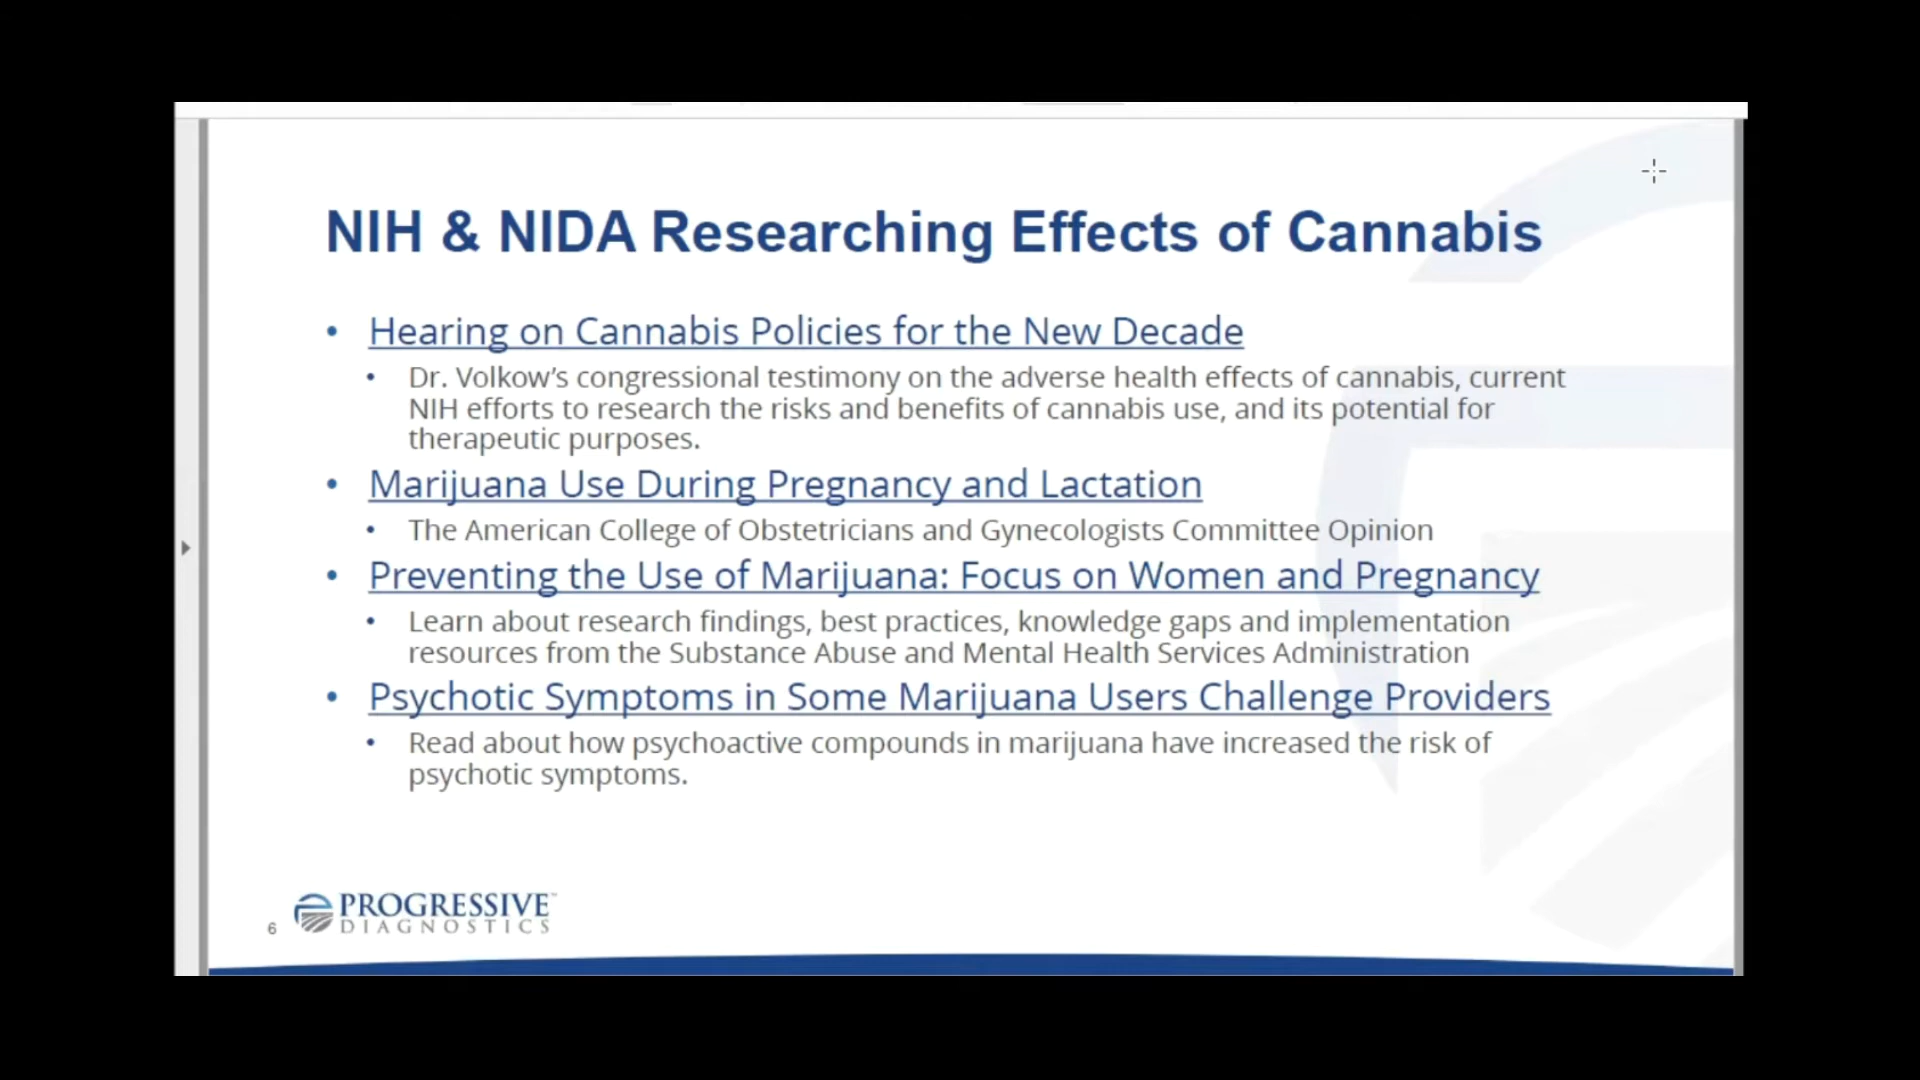 NIH & NIDA Researching Effects of Cannabis
• Hearing on Cannabis Policies for the New Decade
• Dr. Volkow’s congressional testimony on the adverse health effects of cannabis, current
NIH efforts to research the risks and benefits of cannabis use, and its potential for
therapeutic purposes.
• Marijuana Use During Pregnancy and Lactation
• The American College of Obstetricians and Gynecologists Committee Opinion
• Preventing the Use of Marijuana: Focus on Women and Pregnancy
• Learn about research findings, best practices, knowledge gaps and implementation
resources from the Substance Abuse and Mental Health Services Administration
• Psychotic Symptoms in Some Marijuana Users Challenge Providers
• Read about how psychoactive compounds in marijuana have increased the risk of
psychotic symptoms.
6
PROGRESSIVE™
DIAGNOSTICS